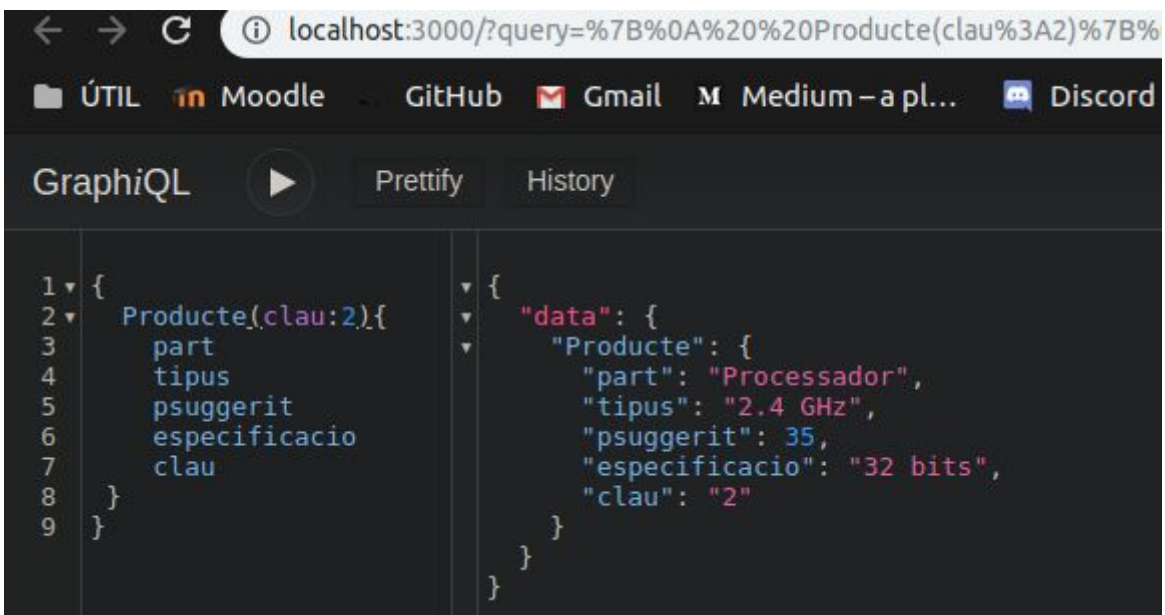 localhost:3000/?query=%7B%0A%20%20Producte(clau%3A2)%7B%
ÚTIL Moodle GitHub Gmail Medium – a pl... Discord
GraphiQL Prettify History
1 {
2 Producte(clau:2){
3 part
4 tipus
5 psuggerit
6 especificacio
7 clau
8 }
9 }
{
"data": {
"Producte": {
"part": "Processador",
"tipus": "2.4 GHz",
"psuggerit": 35,
"especificacio": "32 bits",
"clau": "2"
}
}
}